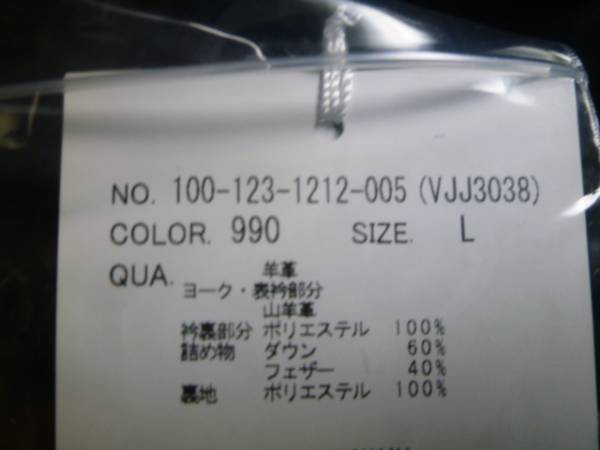 NO. 100-123-1212-005 (VJJ3038)
COLOR. 990 SIZE. L
QUA. 羊革
ヨーク・表衿部分
山羊革
衿裏部分 ポリエステル 100%
詰め物 ダウン 60%
フェザー 40%
裏地 ポリエステル 100%